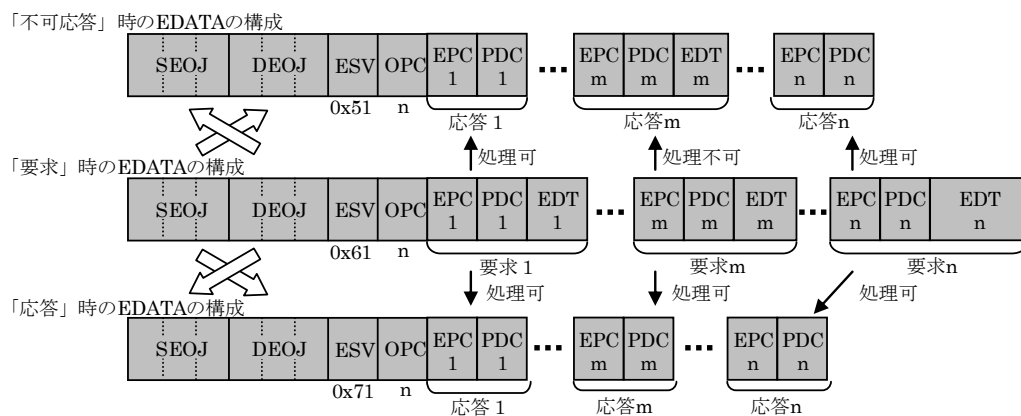 「不可応答」時のEDATAの構成
SEOJ DEOJ ESV OPC EPC 1 PDC 1 … EPC m PDC m EDT m … EPC n PDC n
0x51 n 応答1 応答m 応答n
処理可 処理不可 処理可
「要求」時のEDATAの構成
SEOJ DEOJ ESV OPC EPC 1 PDC 1 EDT 1 … EPC m PDC m EDT m … EPC n PDC n EDT n
0x61 n 要求1 要求m 要求n
処理可 処理可 処理可
「応答」時のEDATAの構成
SEOJ DEOJ ESV OPC EPC 1 PDC 1 … EPC m PDC m … EPC n PDC n
0x71 n 応答1 応答m 応答n